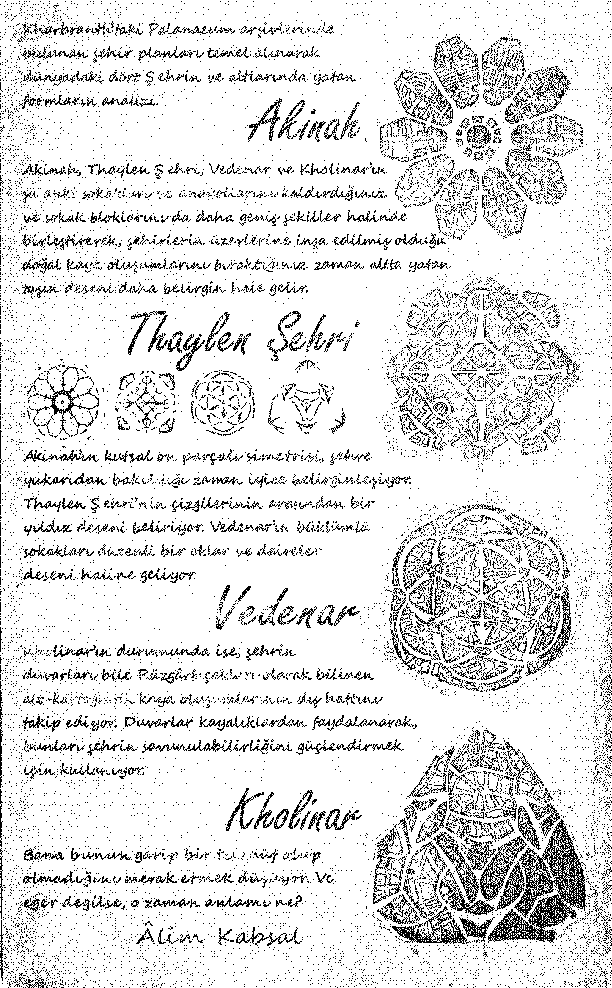 Kharbranth'taki Palanaeum arşivlerinde
bulunan şehir planları temel alınarak
dünyadaki dört Şehrin ve altlarında yatan
formların analizi.
Akinah
Akinah, Thaylen Şehri, Vedenar ve Kholinar'ın
şu anki ve anayollarını kaldırdığınız
ve sokak bloklarını da daha geniş şekiller halinde
birleştirerek, şehirlerin üzerlerine inşa edilmiş olduğu
doğal kaya oluşumlarını bıraktığınız zaman altta yatan
taşın deseni daha belirgin hale gelir.
Thaylen Şehri
Akinah'ın kutsal on parçalı simetrisi, şehre
yukarıdan bakıldığı zaman iyice belirginleşiyor.
Thaylen Şehri'nin çizgilerinin arasından bir
yıldız deseni beliriyor. Vedenar'ın bölümlü
sokakları düzenli bir oklar ve daireler
deseni haline geliyor.
Vedenar
Kholinar'ın durumunda ise, şehrin
duvarları bile Rüzgâr olarak bilinen
kaya dış hattını
takip ediyor. Duvarlar kayalıklardan faydalanarak,
bunları şehrin savunulabilirliğini güçlendirmek
için kullanıyor.
Kholinar
Bana bunun garip bir tesadüf olup
olmadığını merak etmek düşüyor. Ve
eğer değilse, o zaman anlamı ne?
Âlim Kabsal